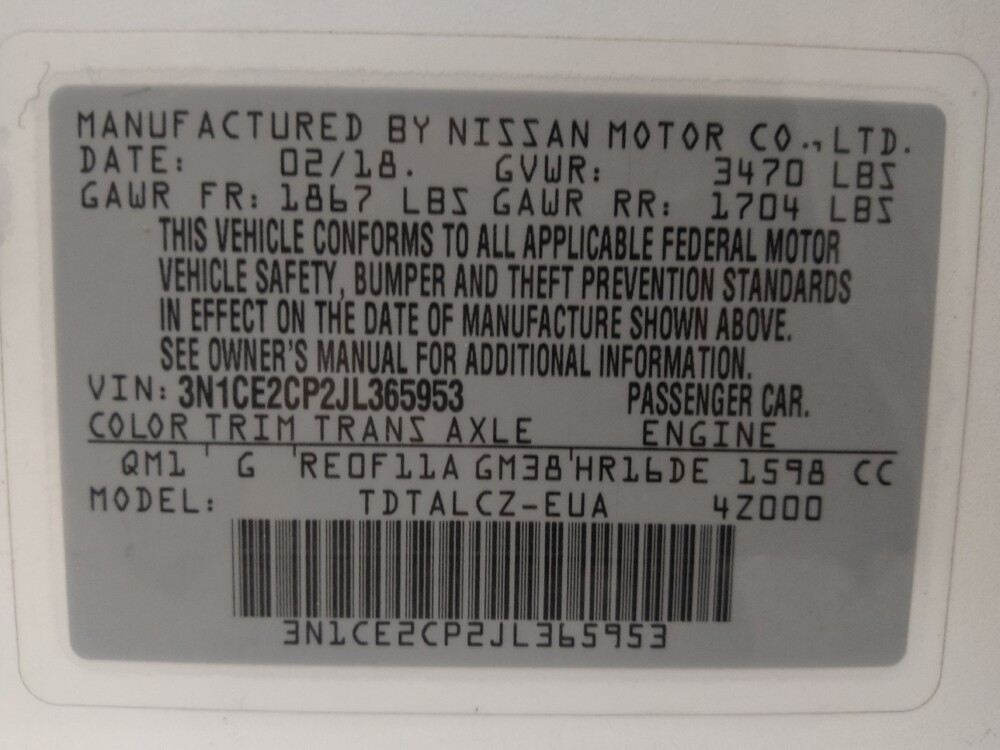 MANUFACTURED BY NISSAN MOTOR CO.,LTD.
DATE: 02/18. GVWR: 3470 LBS
GAWR FR: 1867 LBS GAWR RR: 1704 LBS
THIS VEHICLE CONFORMS TO ALL APPLICABLE FEDERAL MOTOR
VEHICLE SAFETY, BUMPER AND THEFT PREVENTION STANDARDS
IN EFFECT ON THE DATE OF MANUFACTURE SHOWN ABOVE.
SEE OWNER'S MANUAL FOR ADDITIONAL INFORMATION.
VIN: 3N1CE2CP2JL365953 PASSENGER CAR.
COLOR TRIM TRANS AXLE ENGINE
QM1 G RE0F11A GM38 HR16DE 1598 CC
MODEL: TDTALCZ-EUA 4Z000
3N1CE2CP2JL365953